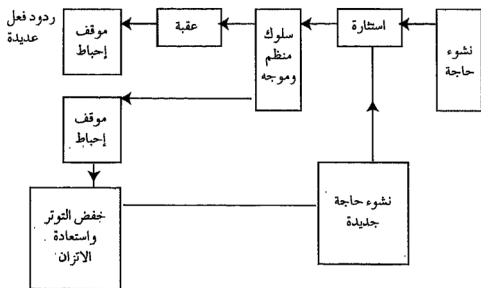 نشوء
حاجة
استثارة
سلوك
منظم
وموجه
عقبة
موقف
إحباط
ردود فعل
عديدة
موقف
إحباط
خفض التوتر
واستعادة
الاتزان
نشوء حاجة
جديدة